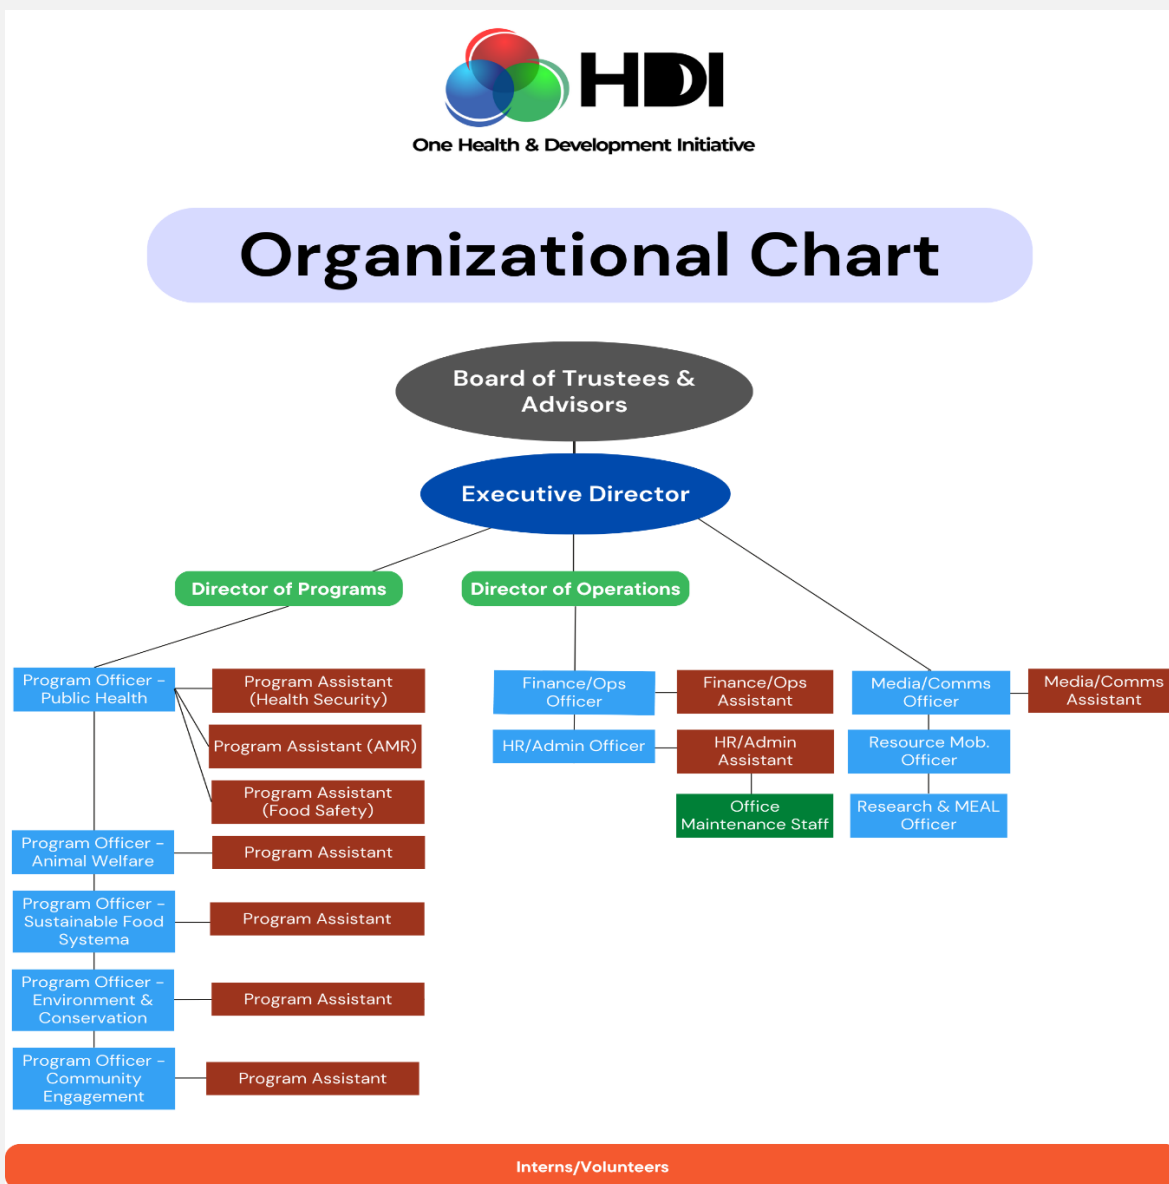 HDI
One Health & Development Initiative
Organizational Chart
Board of Trustees &
Advisors
Executive Director
Director of Programs
Director of Operations
Program Officer -
Public Health
Program Assistant
(Health Security)
Program Assistant (AMR)
Program Assistant
(Food Safety)
Program Officer -
Animal Welfare
Program Assistant
Program Officer -
Sustainable Food
Systema
Program Assistant
Program Officer -
Environment &
Conservation
Program Assistant
Program Officer -
Community
Engagement
Program Assistant
Finance/Ops
Officer
Finance/Ops
Assistant
HR/Admin Officer
HR/Admin
Assistant
Office
Maintenance Staff
Media/Comms
Officer
Media/Comms
Assistant
Resource Mob.
Officer
Research & MEAL
Officer
Interns/Volunteers